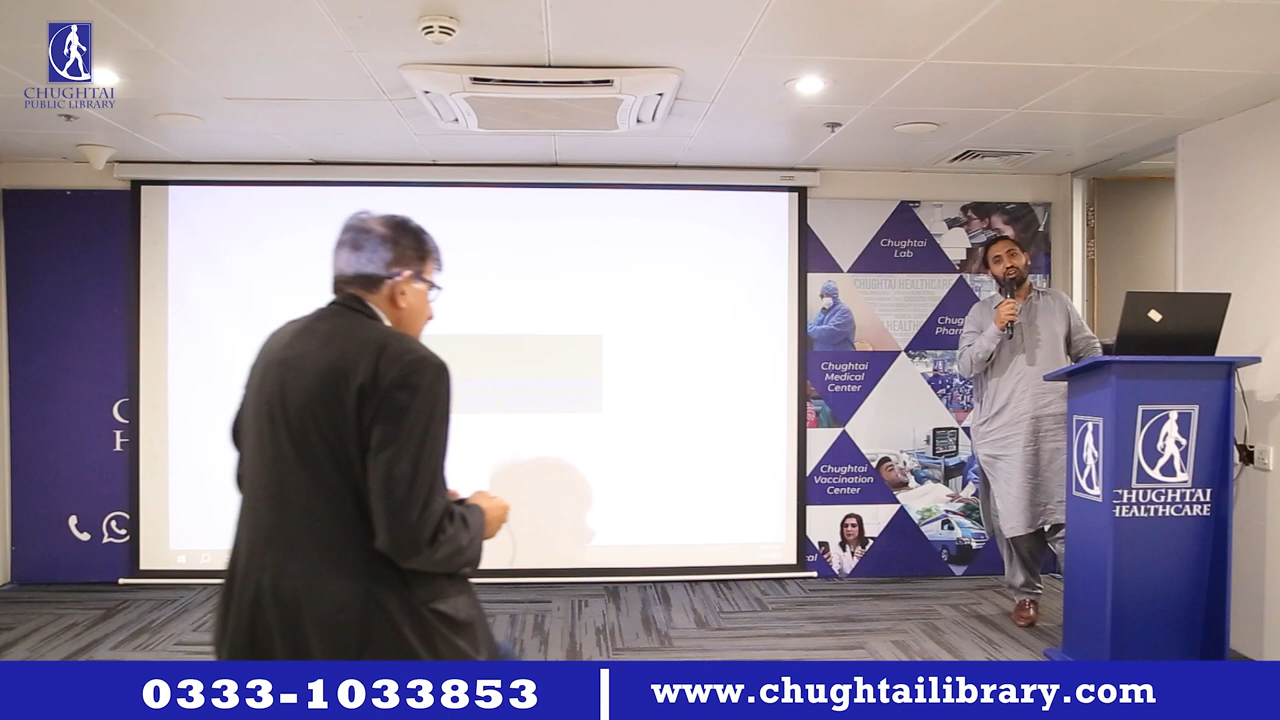 CHUGHTAI
PUBLIC LIBRARY
Chughtai
Lab
CHUGHTAI HEALTHCARE
Chughtai
Medical
Center
Chughtai
Vaccination
Center
CHUGHTAI
HEALTHCARE
0333-1033853
www.chughtailibrary.com